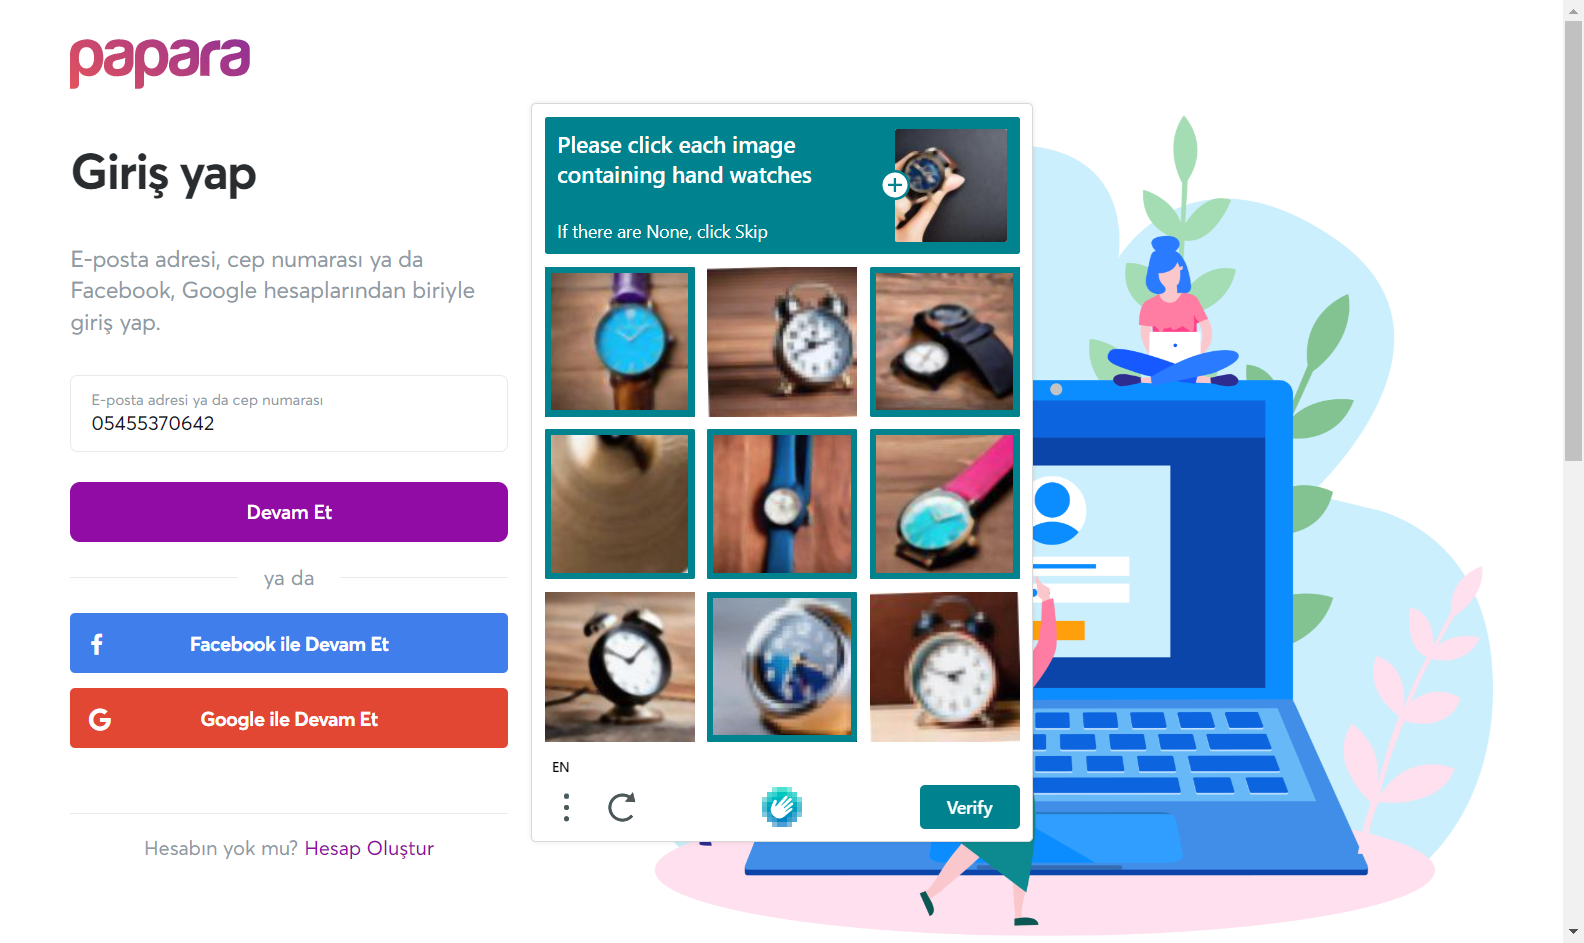 papara
Giriş yap
E-posta adresi, cep numarası ya da
Facebook, Google hesaplarından biriyle
giriş yap.
E-posta adresi ya da cep numarası
05455370642
Devam Et
ya da
Facebook ile Devam Et
Google ile Devam Et
Hesabın yok mu? Hesap Oluştur
Please click each image
containing hand watches
If there are None, click Skip
EN
Verify